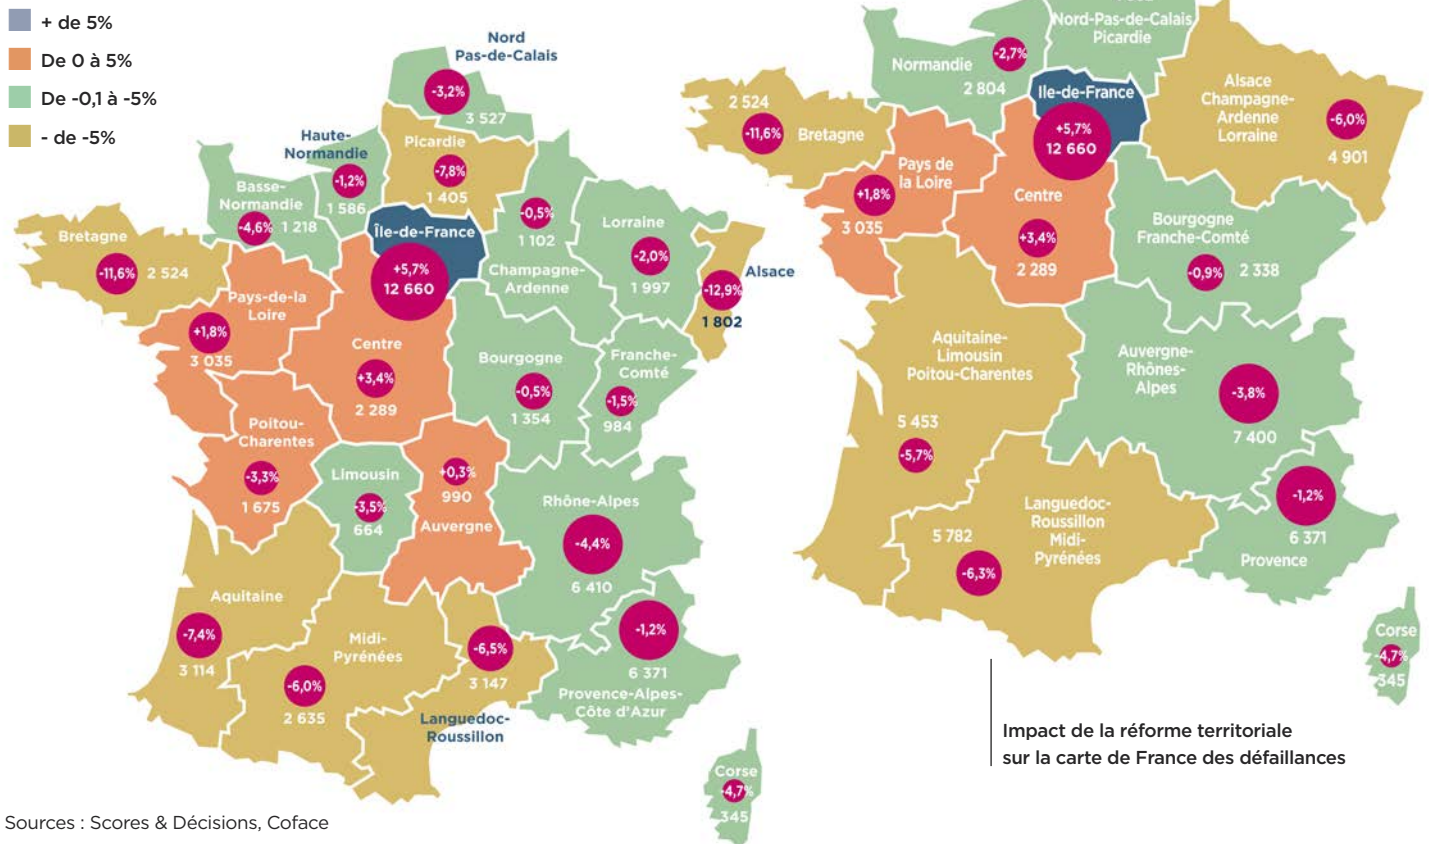 + de 5%
De 0 à 5%
De -0,1 à -5%
- de -5%
Nord
Pas-de-Calais
-3,2%
3 527
Haute-
Normandie
-1,2%
1 586
Picardie
-7,8%
1 405
Basse-
Normandie
-4,6%
1 218
Île-de-France
+5,7%
12 660
-0,5%
1 102
Champagne-
Ardenne
Lorraine
-2,0%
1 997
Alsace
-12,9%
1 802
Bretagne
-11,6%
2 524
Pays-de-la
Loire
+1,8%
3 035
Centre
+3,4%
2 289
Bourgogne
-0,5%
1 354
Franche-
Comté
-1,5%
984
Poitou-
Charentes
-3,3%
1 675
Limousin
-3,5%
664
+0,3%
990
Auvergne
Rhône-Alpes
-4,4%
6 410
Aquitaine
-7,4%
3 114
Midi-
Pyrénées
-6,0%
2 635
-6,5%
3 147
Languedoc-
Roussillon
-1,2%
6 371
Provence-Alpes-
Côte d'Azur
Corse
-4,7%
345
Sources : Scores & Décisions, Coface
Nord-Pas-de-Calais
Picardie
Normandie
-2,7%
2 804
Ile-de-France
+5,7%
12 660
Alsace
Champagne-
Ardenne
Lorraine
-6,0%
4 901
2 524
-11,6%
Bretagne
Pays de
la Loire
+1,8%
3 035
Centre
+3,4%
2 289
Bourgogne
Franche-Comté
-0,9%
2 338
Aquitaine-
Limousin
Poitou-Charentes
5 453
-5,7%
Auvergne-
Rhônes-
Alpes
-3,8%
7 400
Languedoc-
Roussillon
Midi-
Pyrénées
5 782
-6,3%
-1,2%
6 371
Provence
Corse
-4,7%
345
Impact de la réforme territoriale
sur la carte de France des défaillances